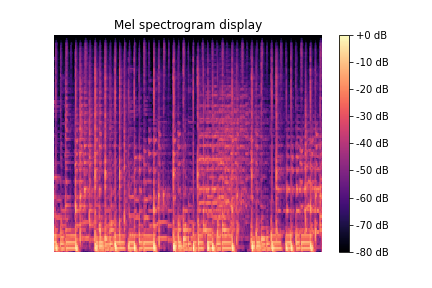 Mel spectrogram display
+0 dB
-10 dB
-20 dB
-30 dB
-40 dB
-50 dB
-60 dB
-70 dB
-80 dB